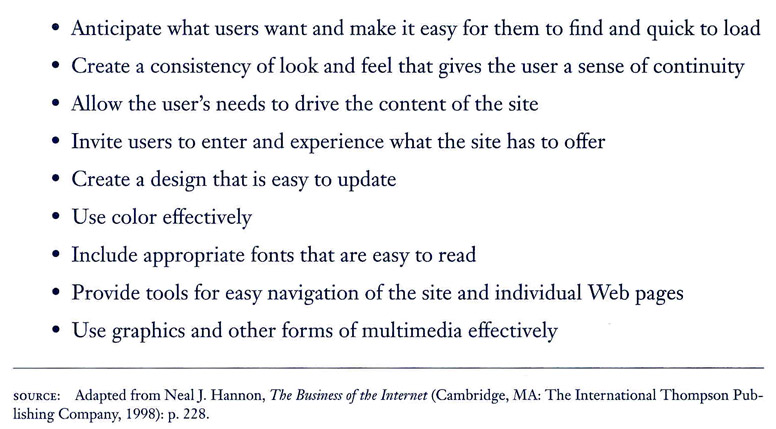 • Anticipate what users want and make it easy for them to find and quick to load
• Create a consistency of look and feel that gives the user a sense of continuity
• Allow the user's needs to drive the content of the site
• Invite users to enter and experience what the site has to offer
• Create a design that is easy to update
• Use color effectively
• Include appropriate fonts that are easy to read
• Provide tools for easy navigation of the site and individual Web pages
• Use graphics and other forms of multimedia effectively
SOURCE: Adapted from Neal J. Hannon, The Business of the Internet (Cambridge, MA: The International Thompson Pub-
lishing Company, 1998): p. 228.